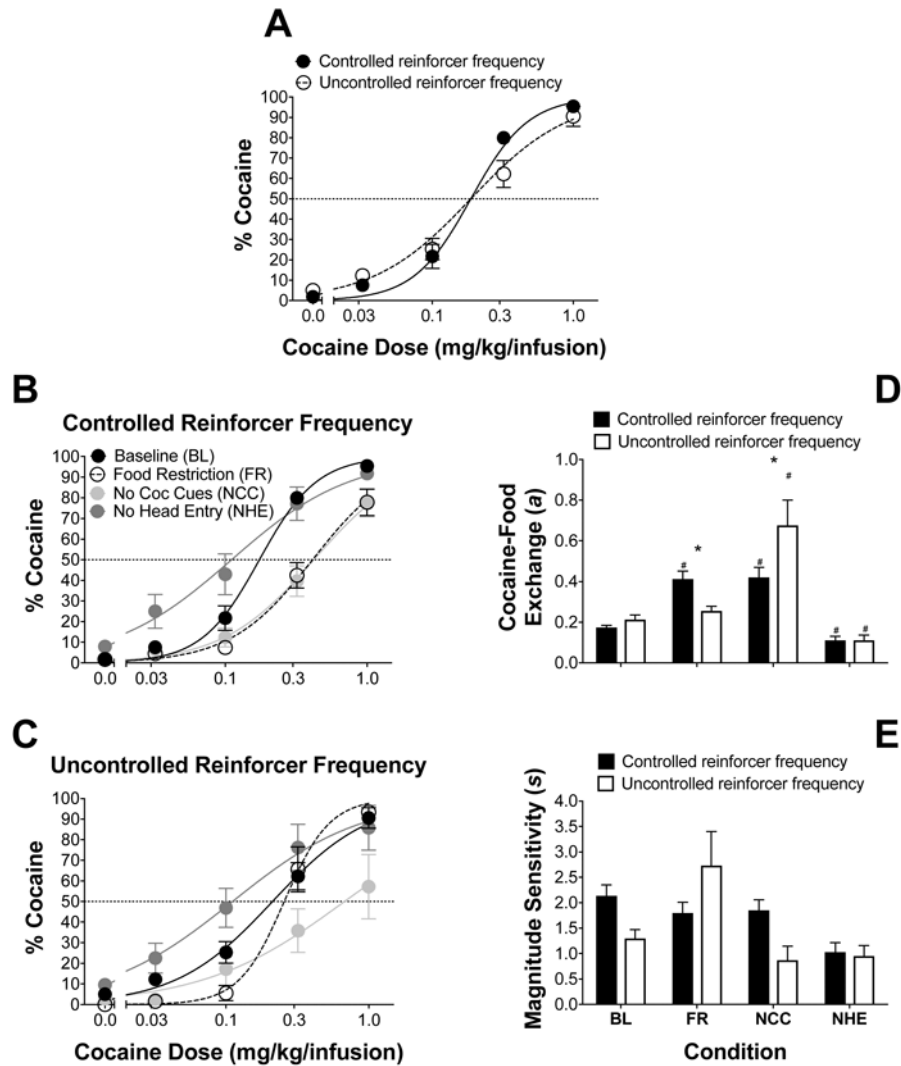 A
Controlled reinforcer frequency
Uncontrolled reinforcer frequency
100
90
80
70
60
50
40
30
20
10
0
% Cocaine
0.0 0.03 0.1 0.3 1.0
Cocaine Dose (mg/kg/infusion)
B
Controlled Reinforcer Frequency
Baseline (BL)
Food Restriction (FR)
No Coc Cues (NCC)
No Head Entry (NHE)
100
90
80
70
60
50
40
30
20
10
0
% Cocaine
0.0 0.03 0.1 0.3 1.0
C
Uncontrolled Reinforcer Frequency
100
90
80
70
60
50
40
30
20
10
0
% Cocaine
0.0 0.03 0.1 0.3 1.0
Cocaine Dose (mg/kg/infusion)
D
Controlled reinforcer frequency
Uncontrolled reinforcer frequency
1.0
0.8
0.6
0.4
0.2
0.0
Cocaine-Food
Exchange (a)
# * # * # # #
E
Controlled reinforcer frequency
Uncontrolled reinforcer frequency
4.0
3.5
3.0
2.5
2.0
1.5
1.0
0.5
0.0
Magnitude Sensitivity (s)
BL FR NCC NHE
Condition